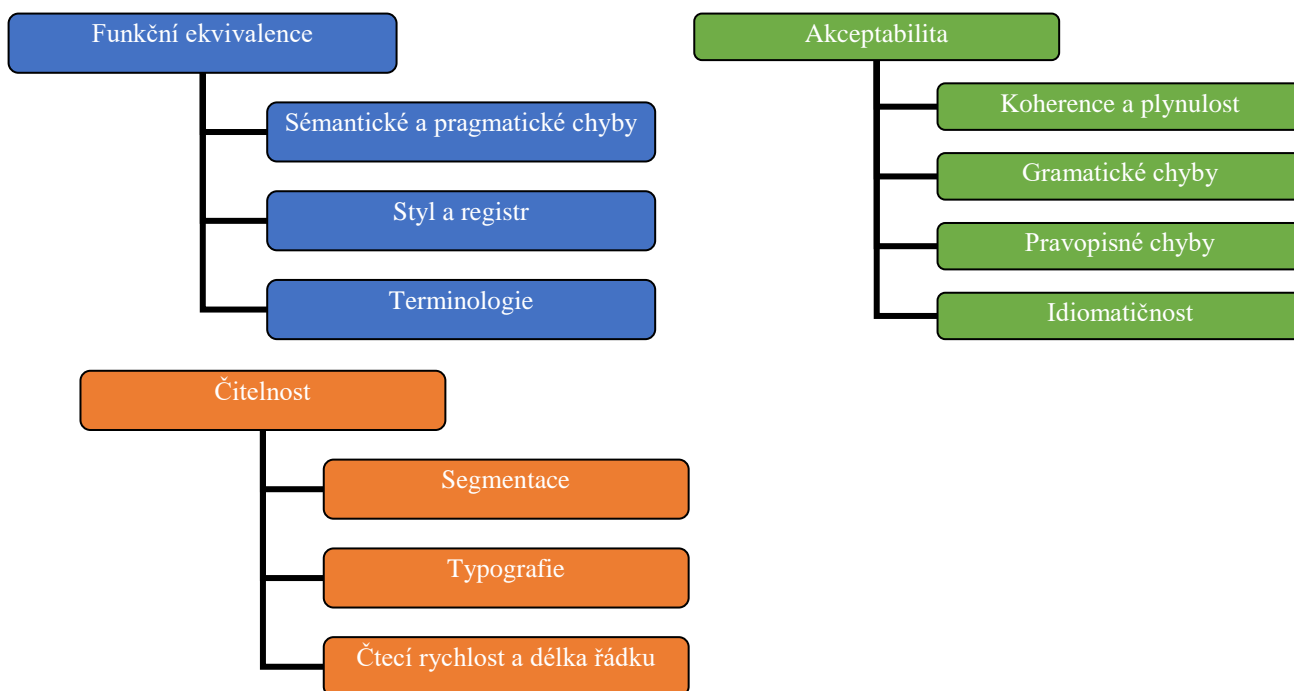 Funkční ekvivalence
Sémantické a pragmatické chyby
Styl a registr
Terminologie
Akceptabilita
Koherence a plynulost
Gramatické chyby
Pravopisné chyby
Idiomatičnost
Čitelnost
Segmentace
Typografie
Čtecí rychlost a délka řádku